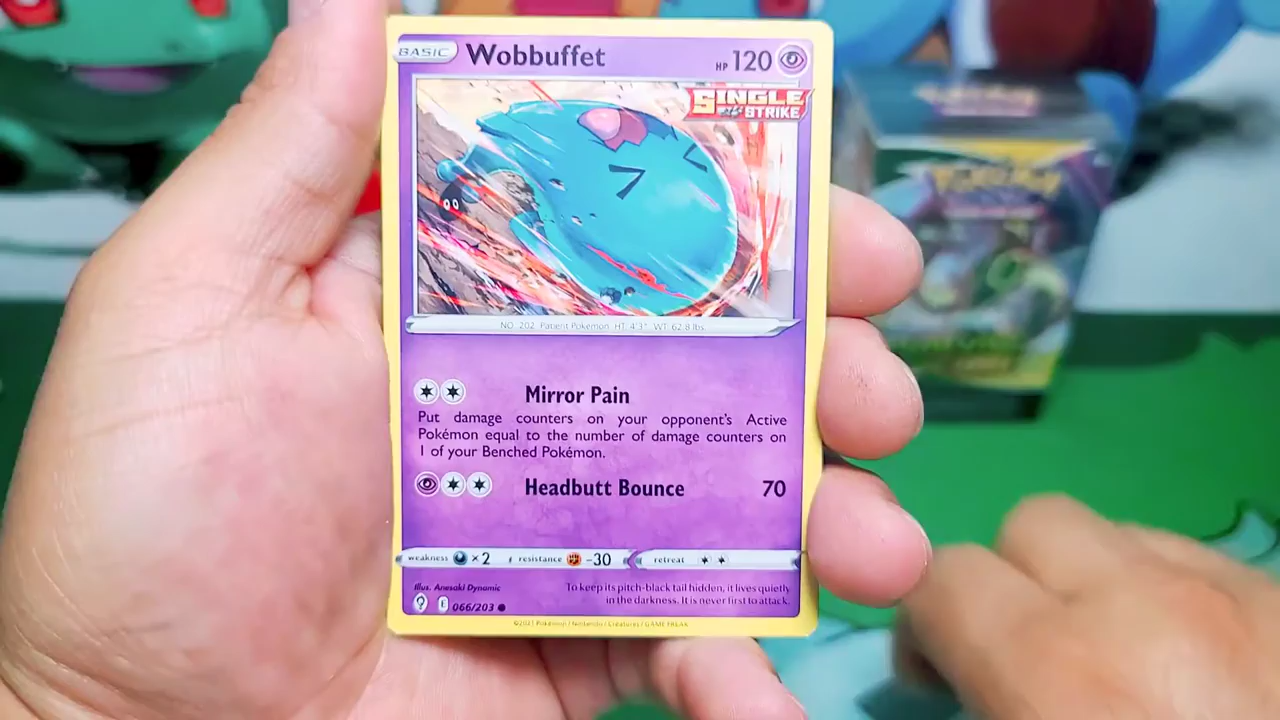 BASIC Wobbuffet HP 120
SINGLE
STRIKE
NO. 202 Patient Pokémon HT: 4'3" WT: 62.8 lbs.
Mirror Pain
Put damage counters on your opponent's Active
Pokémon equal to the number of damage counters on
1 of your Benched Pokémon.
Headbutt Bounce 70
weakness ×2 resistance -30 retreat
Illus. Anesaki Dynamic
To keep its pitch-black tail hidden, it lives quietly
in the darkness. It is never first to attack.
E 066/203
©2021 Pokémon / Nintendo / Creatures / GAME FREAK
POKéMON